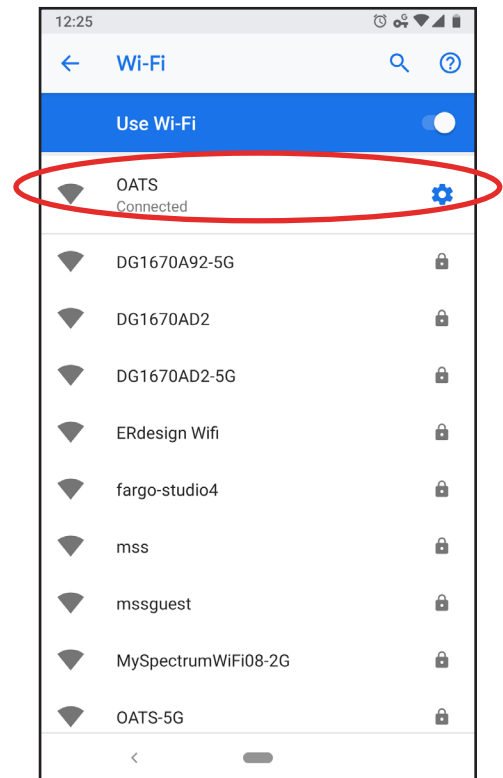 12:25
Wi-Fi
Use Wi-Fi
OATS
Connected
DG1670A92-5G
DG1670AD2
DG1670AD2-5G
ERdesign Wifi
fargo-studio4
mss
mssguest
MySpectrumWiFi08-2G
OATS-5G